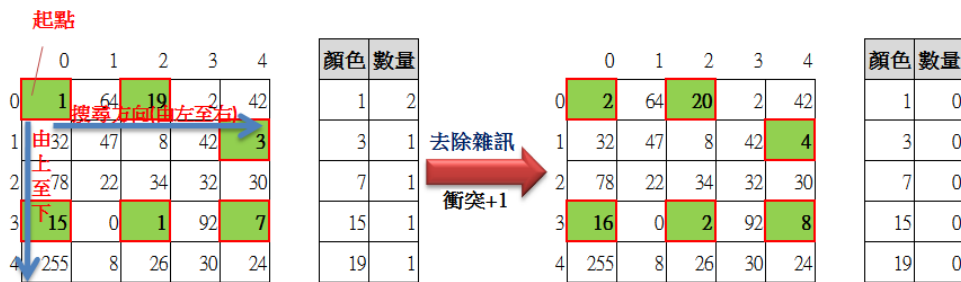 起點
0 1 2 3 4
0 1 64 19 2 42
搜尋方向(由左至右)
1 32 47 8 42 3
2 78 22 34 32 30
3 15 0 1 92 7
4 255 8 26 30 24
由上至下
顏色 數量
1 2
3 1
7 1
15 1
19 1
去除雜訊
衝突+1
0 1 2 3 4
0 2 64 20 2 42
1 32 47 8 42 4
2 78 22 34 32 30
3 16 0 2 92 8
4 255 8 26 30 24
顏色 數量
1 0
3 0
7 0
15 0
19 0